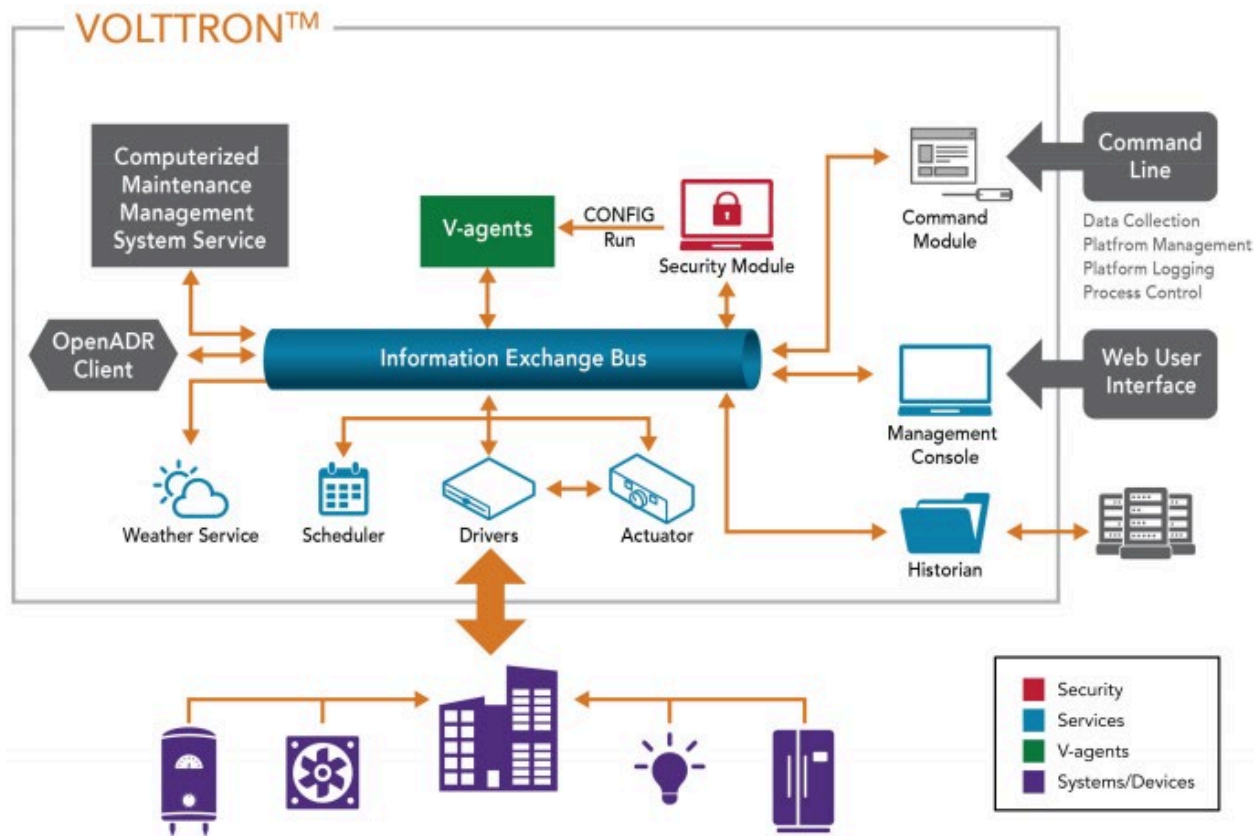 VOLTTRON™
Computerized
Maintenance
Management
System Service
V-agents
CONFIG
Run
Security Module
Command
Module
Command
Line
Data Collection
Platfrom Management
Platform Logging
Process Control
OpenADR
Client
Information Exchange Bus
Web User
Interface
Management
Console
Weather Service
Scheduler
Drivers
Actuator
Historian
Security
Services
V-agents
Systems/Devices